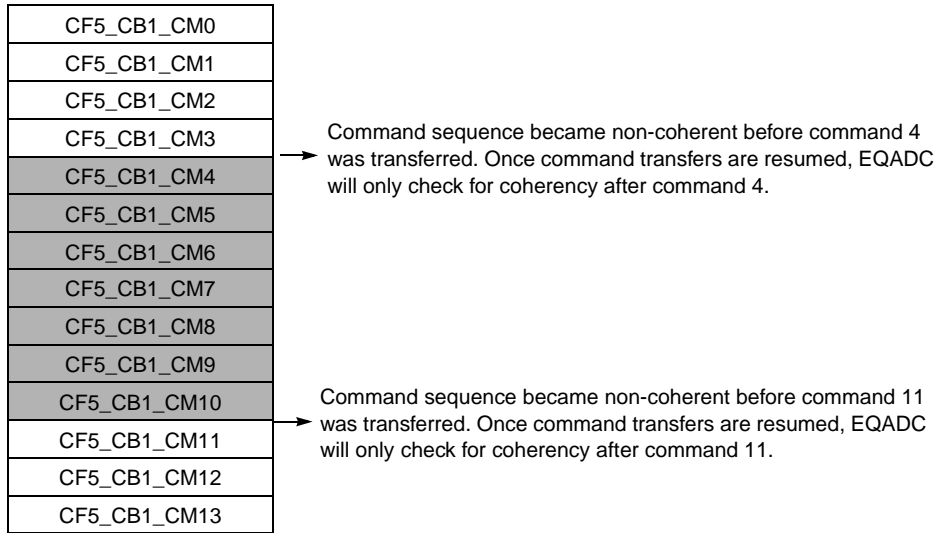 CF5_CB1_CM0
CF5_CB1_CM1
CF5_CB1_CM2
CF5_CB1_CM3
Command sequence became non-coherent before command 4
was transferred. Once command transfers are resumed, EQADC
will only check for coherency after command 4.
CF5_CB1_CM4
CF5_CB1_CM5
CF5_CB1_CM6
CF5_CB1_CM7
CF5_CB1_CM8
CF5_CB1_CM9
CF5_CB1_CM10
Command sequence became non-coherent before command 11
was transferred. Once command transfers are resumed, EQADC
will only check for coherency after command 11.
CF5_CB1_CM11
CF5_CB1_CM12
CF5_CB1_CM13